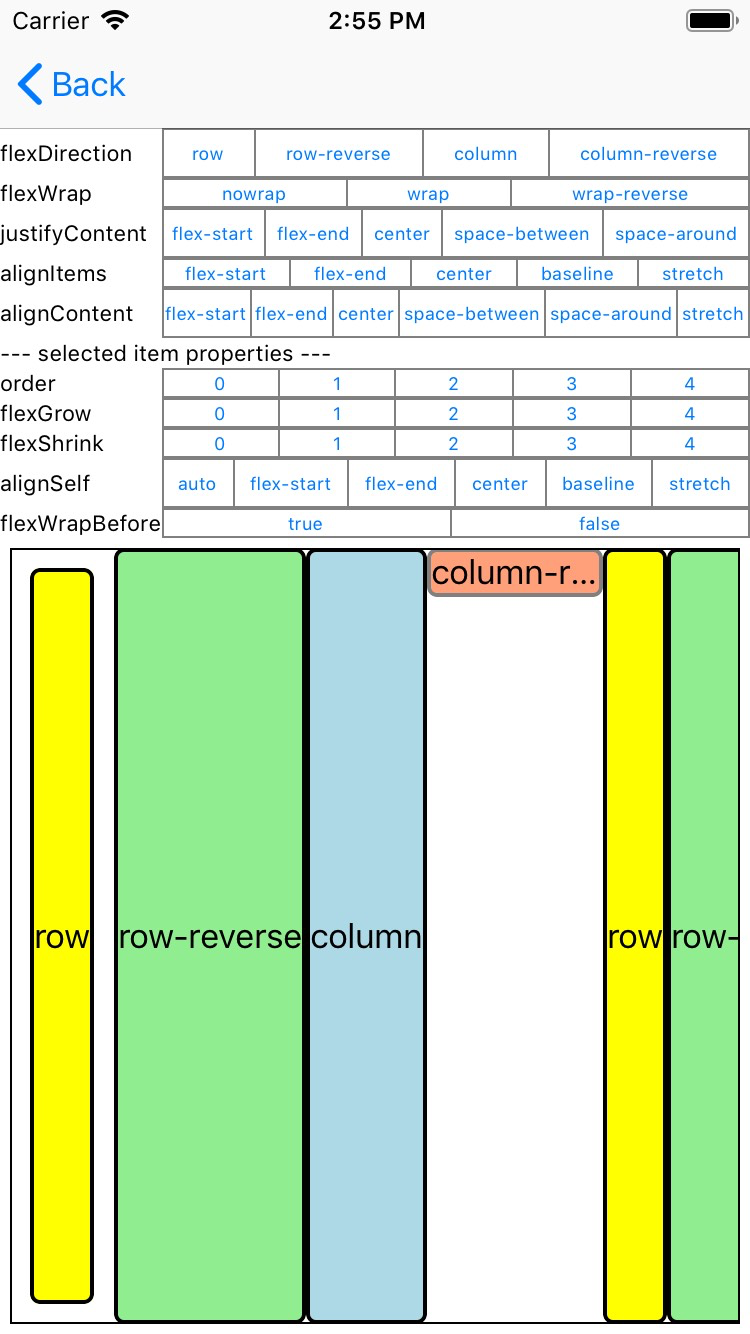 Carrier 2:55 PM
Back
flexDirection row row-reverse column column-reverse
flexWrap nowrap wrap wrap-reverse
justifyContent flex-start flex-end center space-between space-around
alignItems flex-start flex-end center baseline stretch
alignContent flex-start flex-end center space-between space-around stretch
--- selected item properties ---
order 0 1 2 3 4
flexGrow 0 1 2 3 4
flexShrink 0 1 2 3 4
alignSelf auto flex-start flex-end center baseline stretch
flexWrapBefore true false
column-r...
row row-reverse column row row-